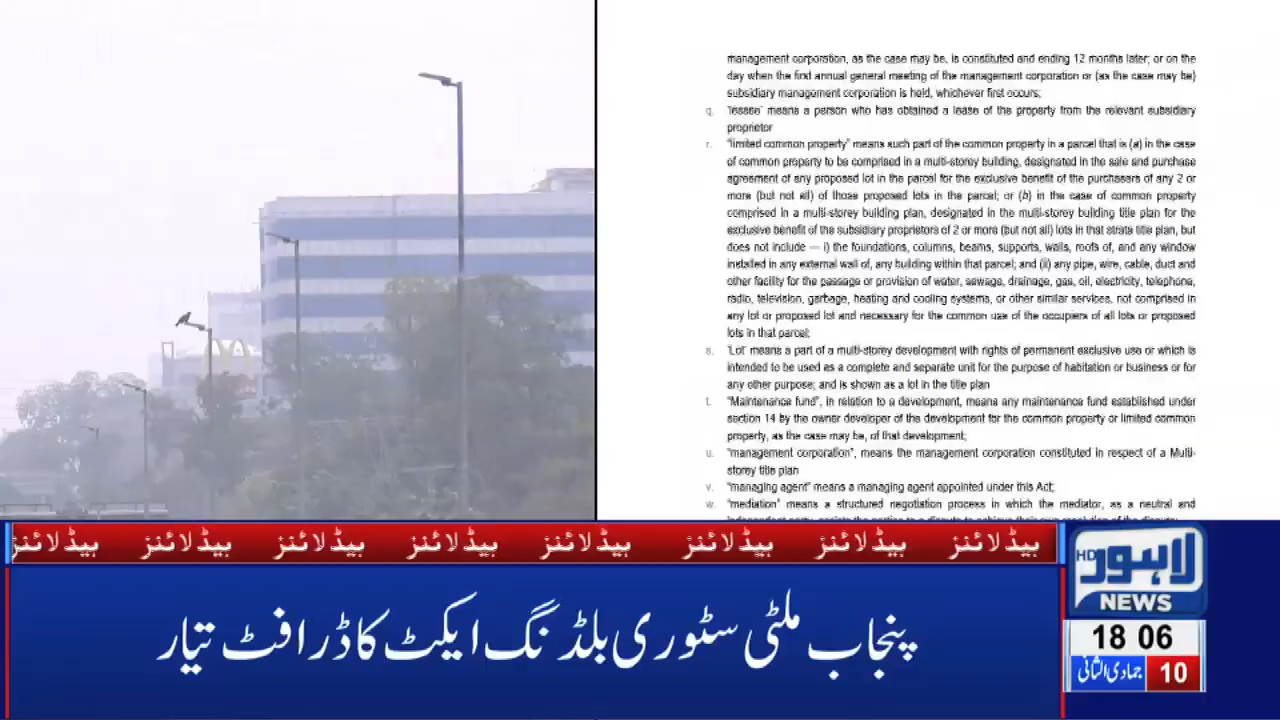 management corporation, as the case may be, is constituted and ending 12 months later; or on the
day when the first annual general meeting of the management corporation or (as the case may be)
subsidiary management corporation is held, whichever first occurs;
q. 'lessee' means a person who has obtained a lease of the property from the relevant subsidiary
proprietor
r. "limited common property" means such part of the common property in a parcel that is (a) in the case
of common property to be comprised in a multi-storey building, designated in the sale and purchase
agreement of any proposed lot in the parcel for the exclusive benefit of the purchasers of any 2 or
more (but not all) of those proposed lots in the parcel; or (b) in the case of common property
comprised in a multi-storey building plan, designated in the multi-storey building title plan for the
exclusive benefit of the subsidiary proprietors of 2 or more (but not all) lots in that strata title plan, but
does not include — i) the foundations, columns, beams, supports, walls, roofs of, and any window
installed in any external wall of, any building within that parcel; and (ii) any pipe, wire, cable, duct and
other facility for the passage or provision of water, sewage, drainage, gas, oil, electricity, telephone,
radio, television, garbage, heating and cooling systems, or other similar services, not comprised in
any lot or proposed lot and necessary for the common use of the occupiers of all lots or proposed
lots in that parcel;
s. 'Lot' means a part of a multi-storey development with rights of permanent exclusive use or which is
intended to be used as a complete and separate unit for the purpose of habitation or business or for
any other purpose; and is shown as a lot in the title plan
t. "Maintenance fund", in relation to a development, means any maintenance fund established under
section 14 by the owner developer of the development for the common property or limited common
property, as the case may be, of that development;
u. "management corporation", means the management corporation constituted in respect of a Multi-
storey title plan
v. "managing agent" means a managing agent appointed under this Act;
w. "mediation" means a structured negotiation process in which the mediator, as a neutral and
ہیڈلائنز ہیڈلائنز ہیڈلائنز ہیڈلائنز ہیڈلائنز ہیڈلائنز ہیڈلائنز ہیڈلائنز
پنجاب ملٹی سٹوری بلڈنگ ایکٹ کا ڈرافٹ تیار
لاہور HD
NEWS
18 06
10 جمادی الثانی